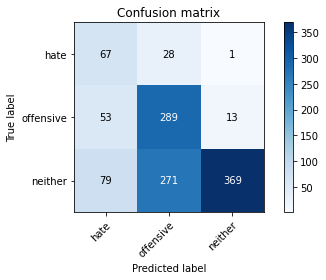 Confusion matrix
True label
hate
67 28 1
offensive
53 289 13
neither
79 271 369
hate offensive neither
Predicted label
350
300
250
200
150
100
50